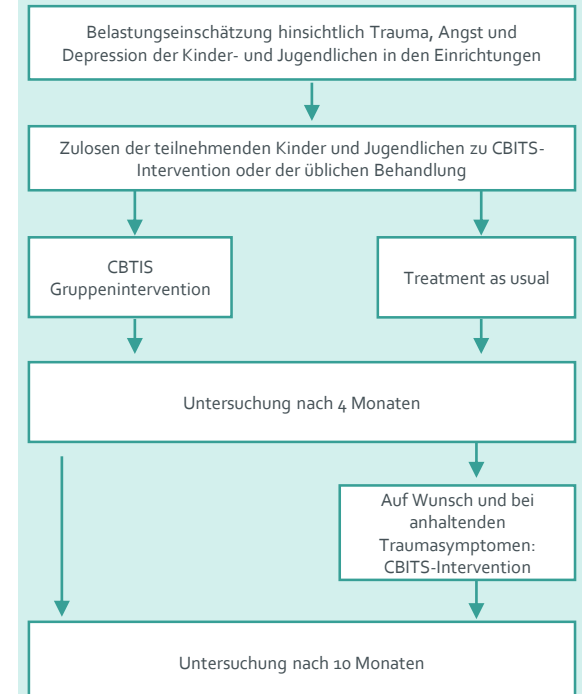 Belastungseinschätzung hinsichtlich Trauma, Angst und
Depression der Kinder- und Jugendlichen in den Einrichtungen
Zulosen der teilnehmenden Kinder und Jugendlichen zu CBITS-
Intervention oder der üblichen Behandlung
CBTIS
Gruppenintervention
Treatment as usual
Untersuchung nach 4 Monaten
Auf Wunsch und bei
anhaltenden
Traumasymptomen:
CBITS-Intervention
Untersuchung nach 10 Monaten